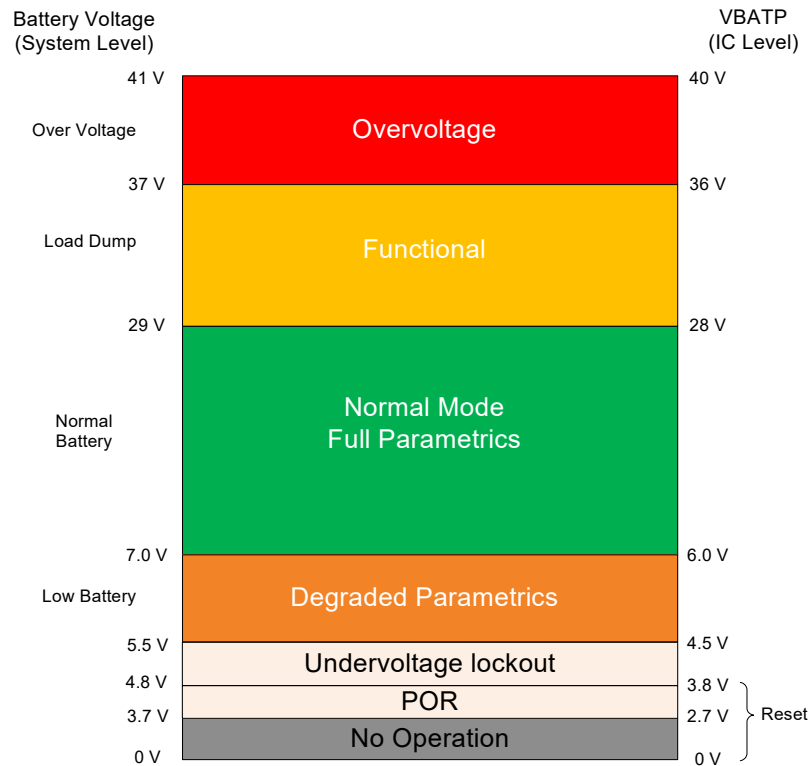 Battery Voltage
(System Level)
VBATP
(IC Level)
41 V
40 V
Over Voltage
Overvoltage
37 V
36 V
Load Dump
Functional
29 V
28 V
Normal
Battery
Normal Mode
Full Parametrics
7.0 V
6.0 V
Low Battery
Degraded Parametrics
5.5 V
4.5 V
Undervoltage lockout
4.8 V
3.8 V
POR
3.7 V
2.7 V
Reset
No Operation
0 V
0 V